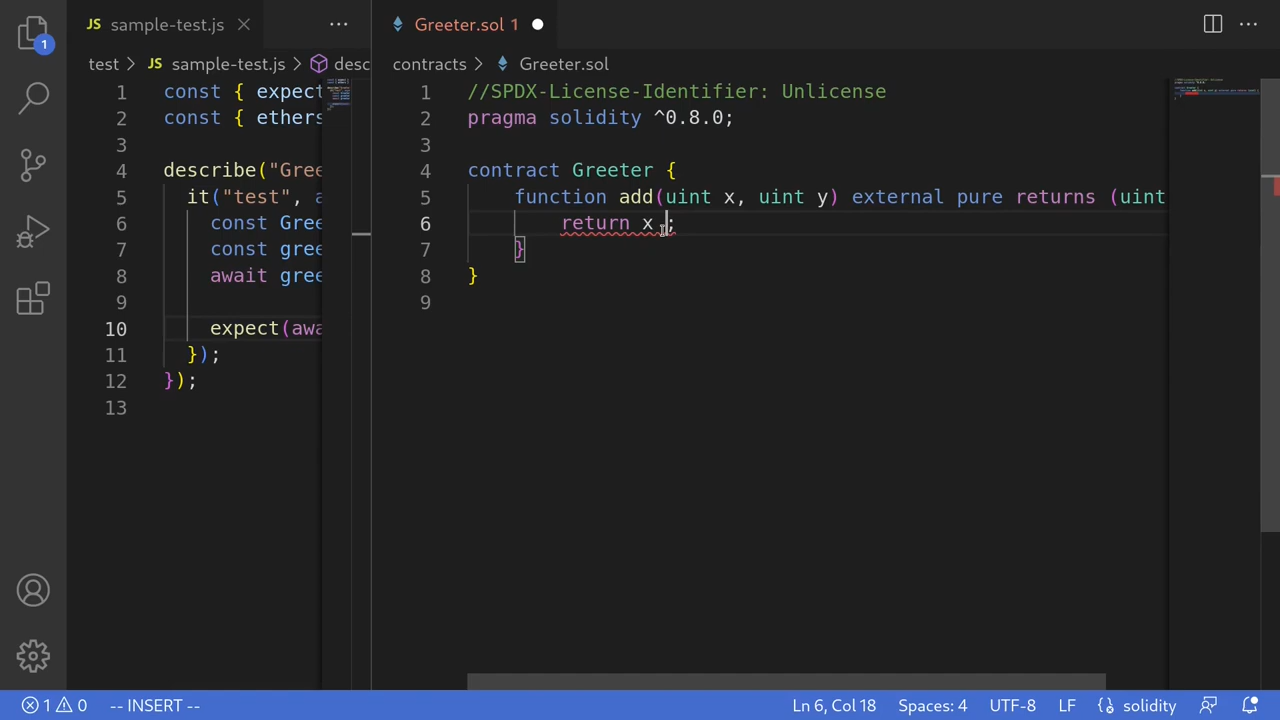 1
JS sample-test.js
Greeter.sol 1
test > JS sample-test.js > desc
contracts > Greeter.sol
1 const { expect
2 const { ethers
3
4 describe("Gree
5 it("test", a
6 const Gree
7 const gree
8 await gree
9
10 expect(awa
11 });
12 });
13
1 //SPDX-License-Identifier: Unlicense
2 pragma solidity ^0.8.0;
3
4 contract Greeter {
5 function add(uint x, uint y) external pure returns (uint
6 return x ;
7 }
8 }
9
1 0 -- INSERT -- Ln 6, Col 18 Spaces: 4 UTF-8 LF solidity